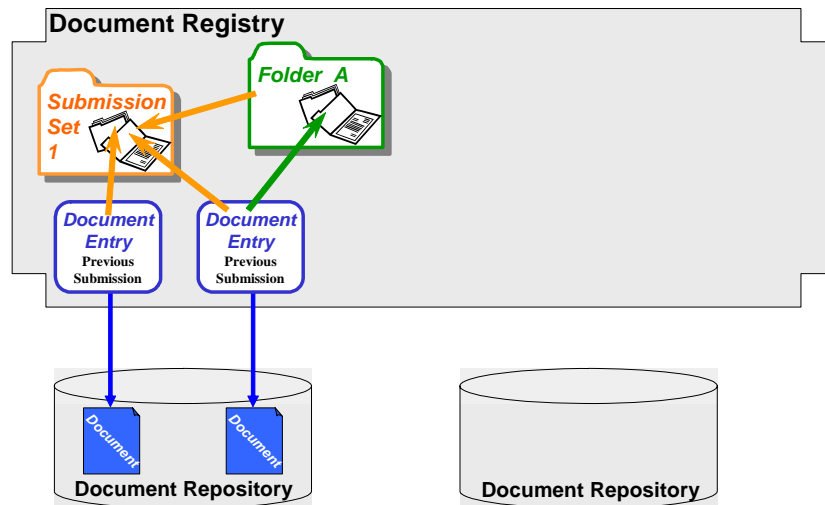 Document Registry
Folder A
Submission
Set
1
Document
Entry
Previous
Submission
Document
Entry
Previous
Submission
Document
Document
Document Repository
Document Repository